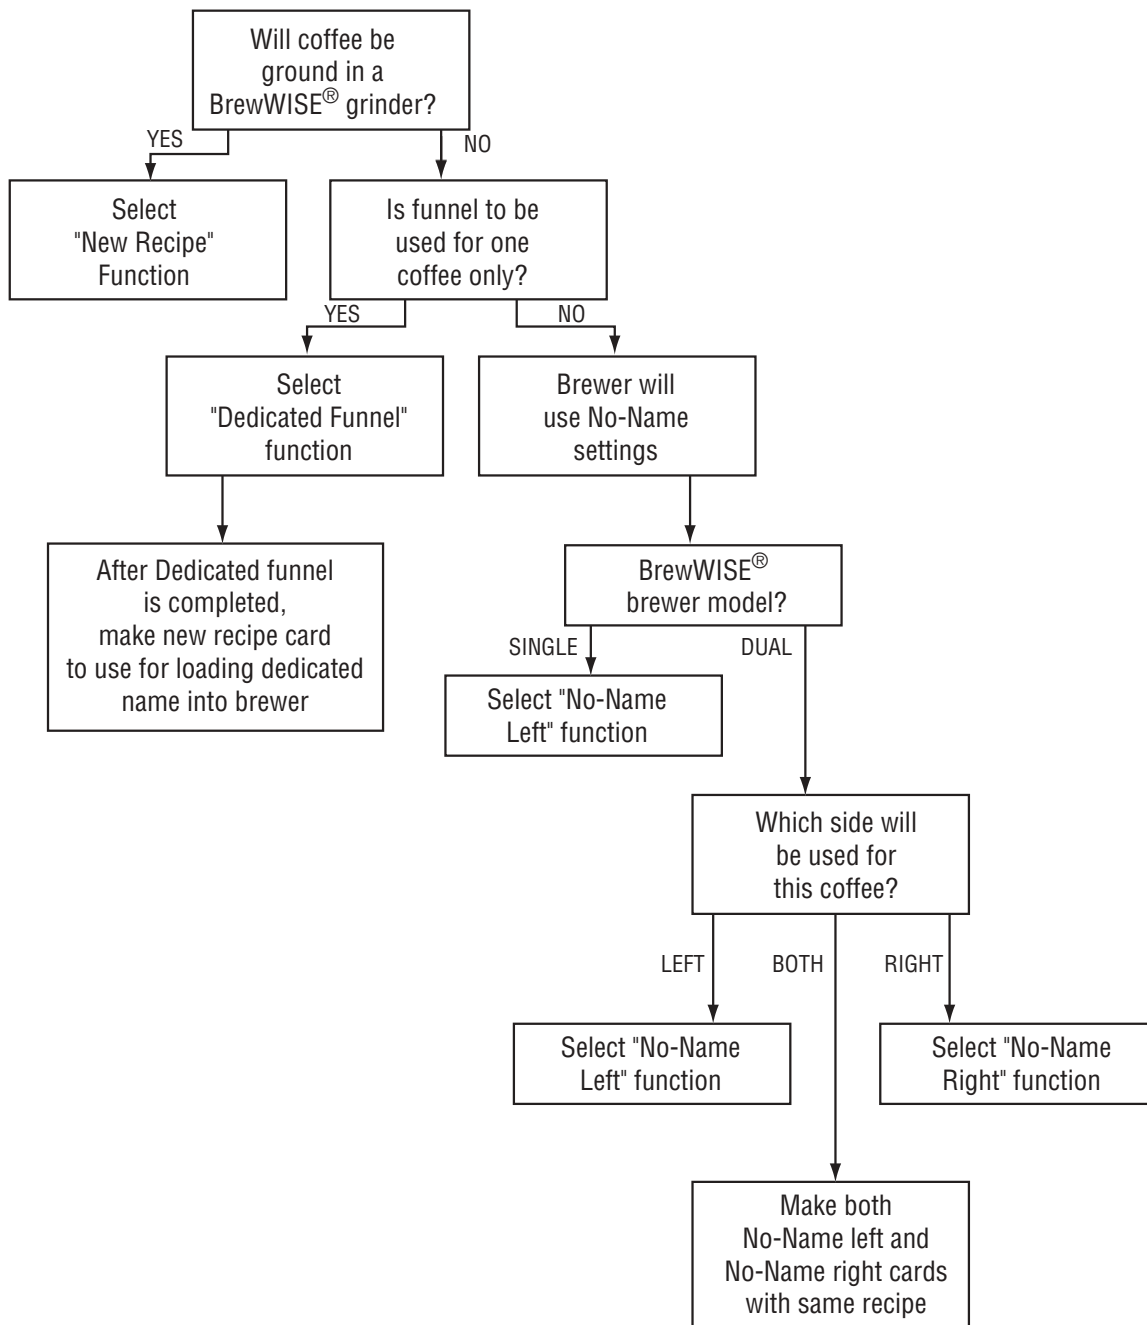 Will coffee be
ground in a
BrewWISE® grinder?
YES
NO
Select
"New Recipe"
Function
Is funnel to be
used for one
coffee only?
YES
NO
Select
"Dedicated Funnel"
function
Brewer will
use No-Name
settings
After Dedicated funnel
is completed,
make new recipe card
to use for loading dedicated
name into brewer
BrewWISE®
brewer model?
SINGLE
DUAL
Select "No-Name
Left" function
Which side will
be used for
this coffee?
LEFT
BOTH
RIGHT
Select "No-Name
Left" function
Select "No-Name
Right" function
Make both
No-Name left and
No-Name right cards
with same recipe